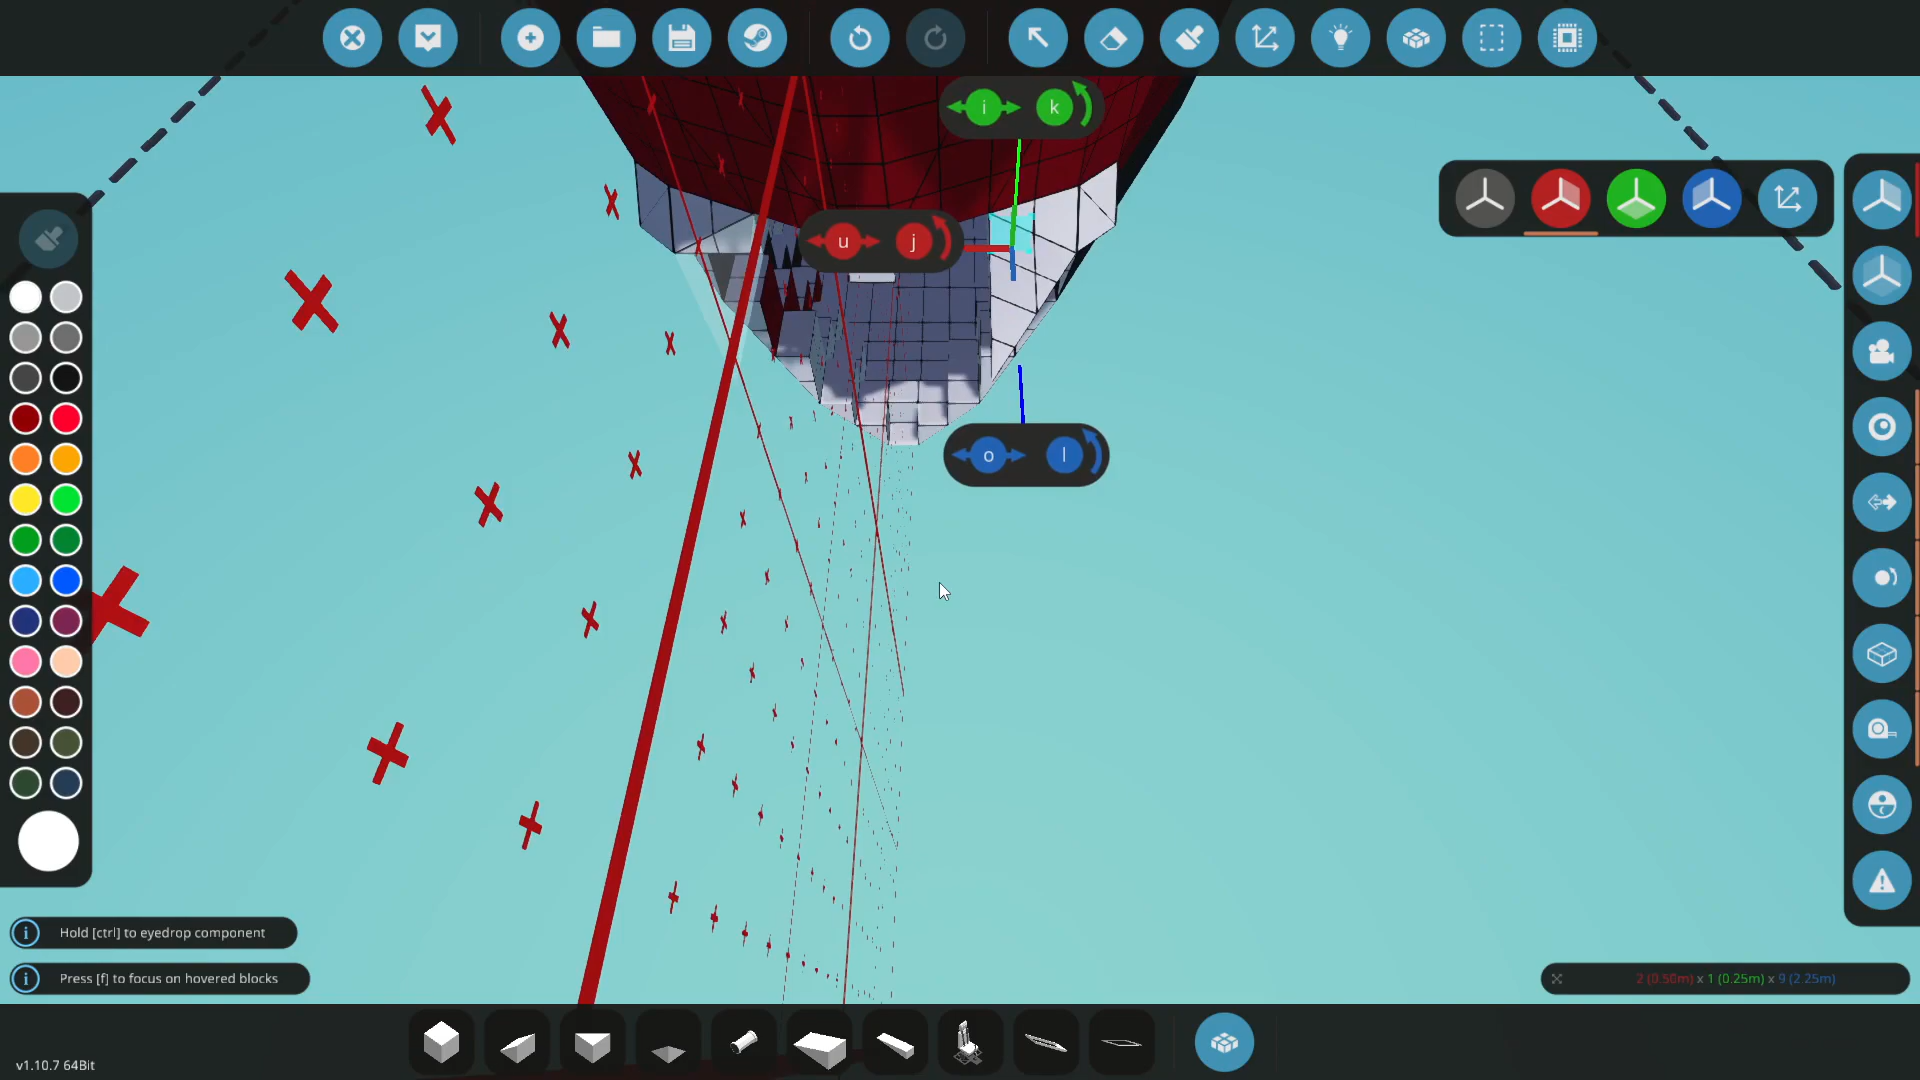 i k
u j
o l
Hold [ctrl] to eyedrop component
Press [f] to focus on hovered blocks
2 (0.50m) x 1 (0.25m) x 9 (2.25m)
v1.10.7 64Bit